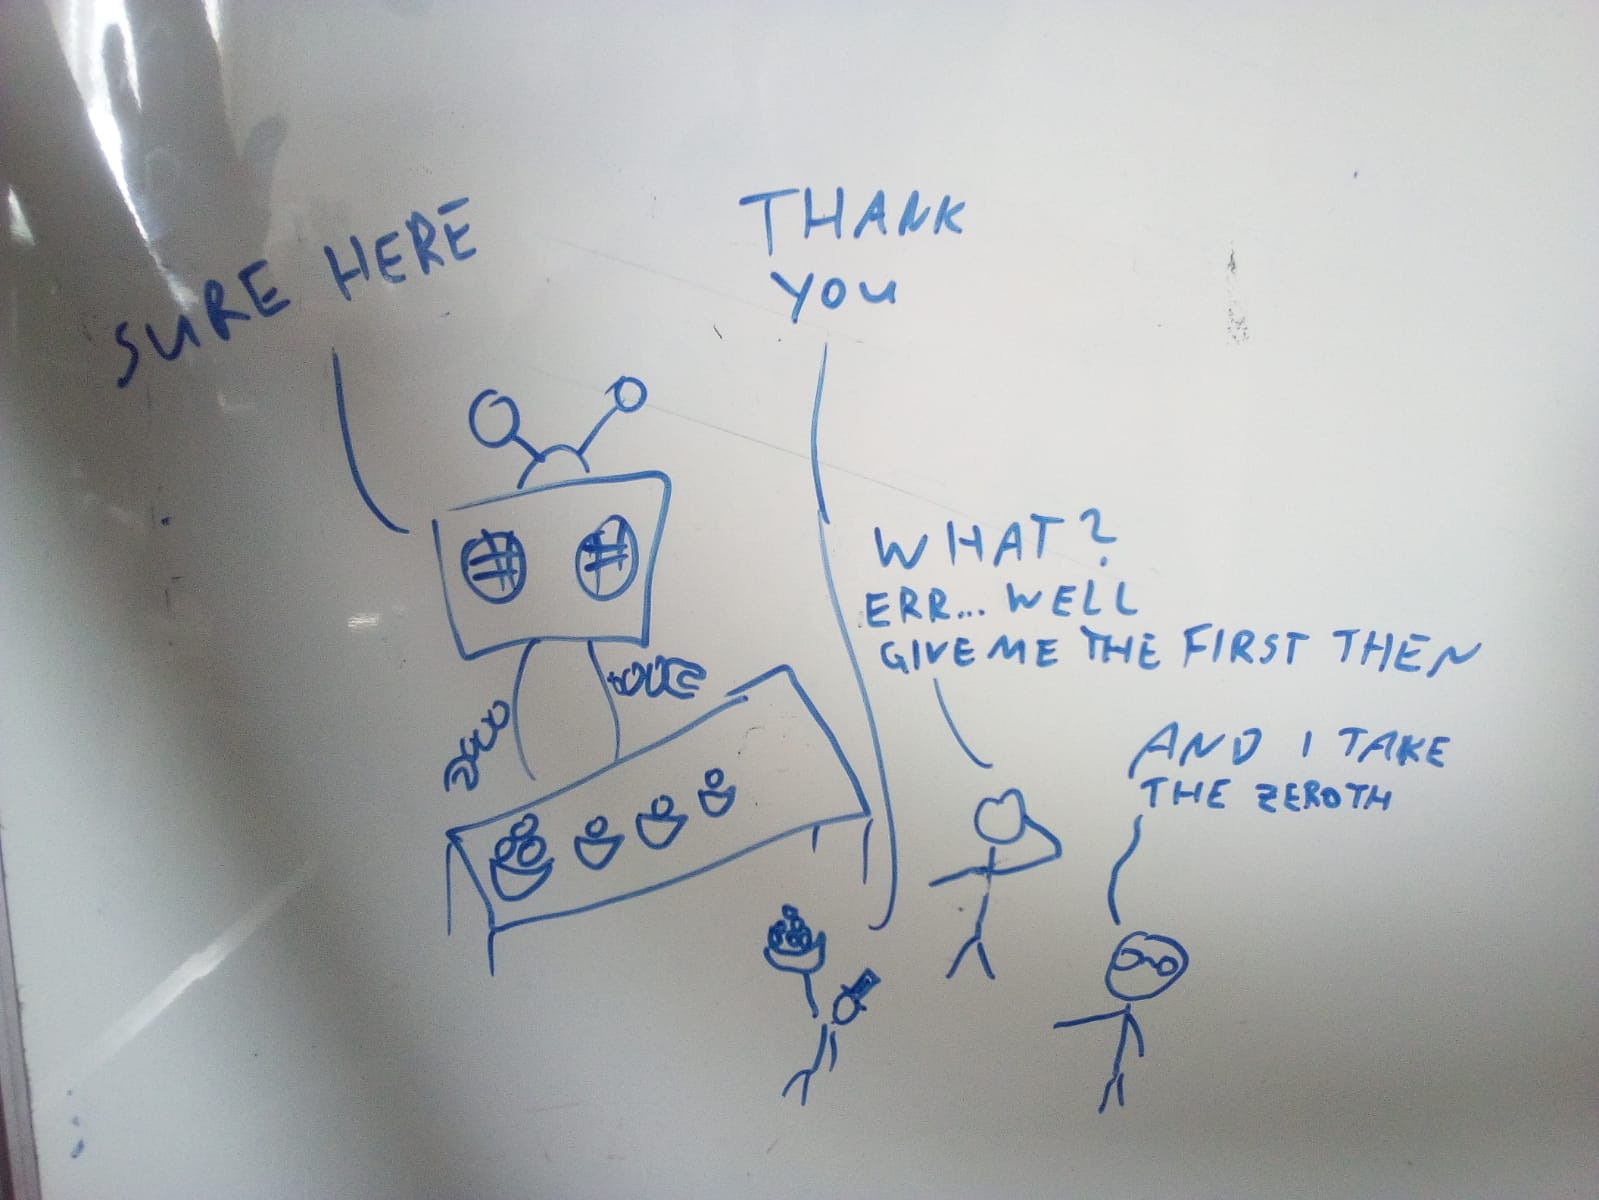 SURE HERE
THANK
YOU
WHAT?
ERR... WELL
GIVE ME THE FIRST THEN
AND I TAKE
THE ZEROTH